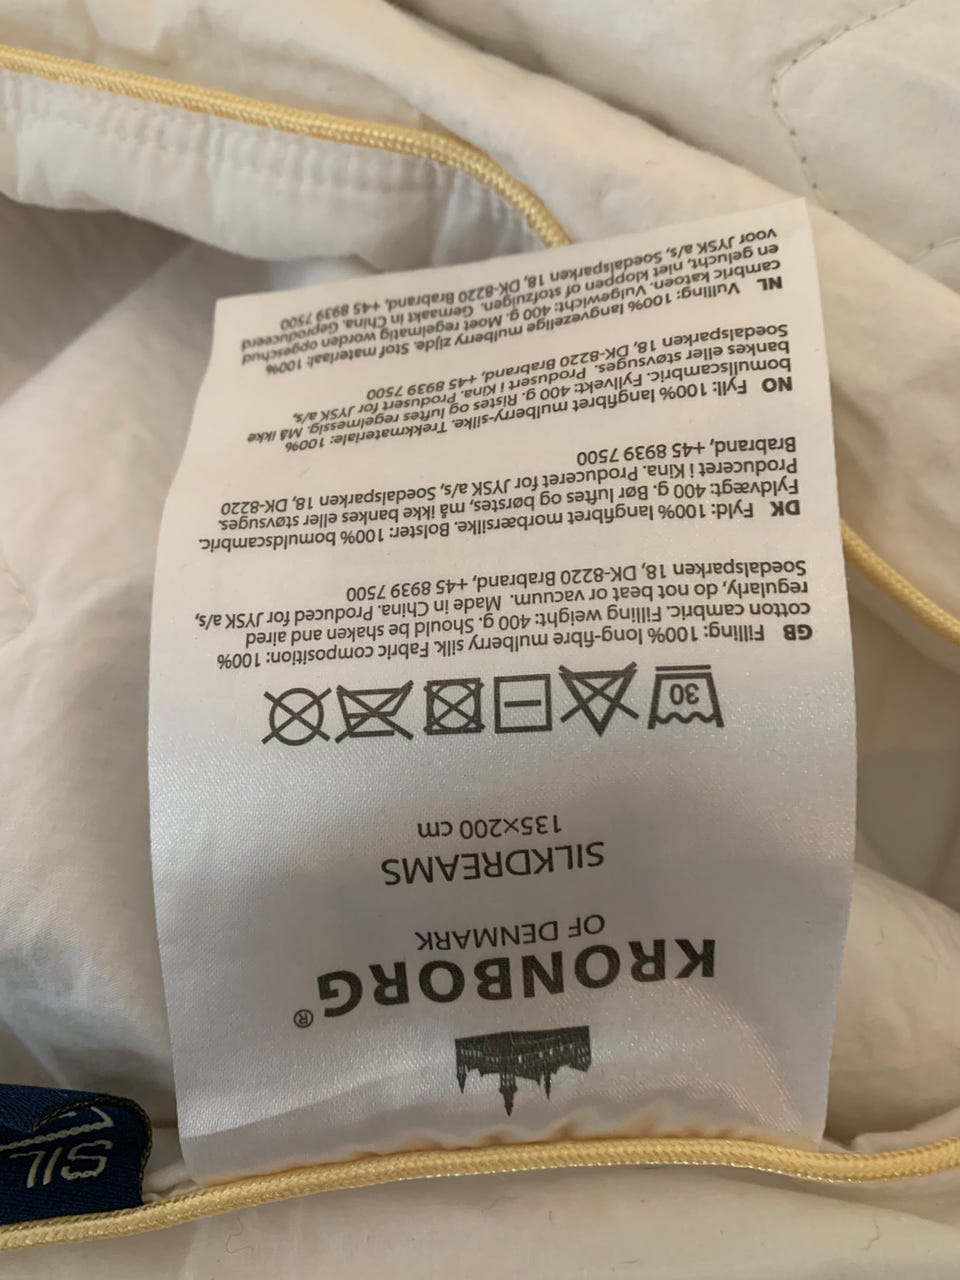 KRONBORG®
OF DENMARK
SILKDREAMS
135×200 cm
30
GB Filling: 100% long-fibre mulberry silk. Fabric composition: 100%
cotton cambric. Filling weight: 400 g. Should be shaken and aired
regularly, do not beat or vacuum. Made in China. Produced for JYSK a/s,
Soedalsparken 18, DK-8220 Brabrand, +45 8939 7500
DK Fyld: 100% langfibret morbærsilke. Bolster: 100% bomuldscambric.
Fyldvægt: 400 g. Bør luftes og børstes, må ikke bankes eller støvsuges.
Produceret i Kina. Produceret for JYSK a/s, Soedalsparken 18, DK-8220
Brabrand, +45 8939 7500
NO Fyll: 100% langfibret mulberry-silke. Trekkmateriale: 100%
bomullscambric. Fyllvekt: 400 g. Ristes og luftes regelmessig. Må ikke
bankes eller støvsuges. Produsert i Kina. Produsert for JYSK a/s,
Soedalsparken 18, DK-8220 Brabrand, +45 8939 7500
NL Vulling: 100% langvezelige mulberry zijde. Stof materiaal: 100%
cambric katoen. Vulgewicht: 400 g. Moet regelmatig worden opgeschud
en gelucht, niet kloppen of stofzuigen. Gemaakt in China. Geproduceerd
voor JYSK a/s, Soedalsparken 18, DK-8220 Brabrand, +45 8939 7500
SIL